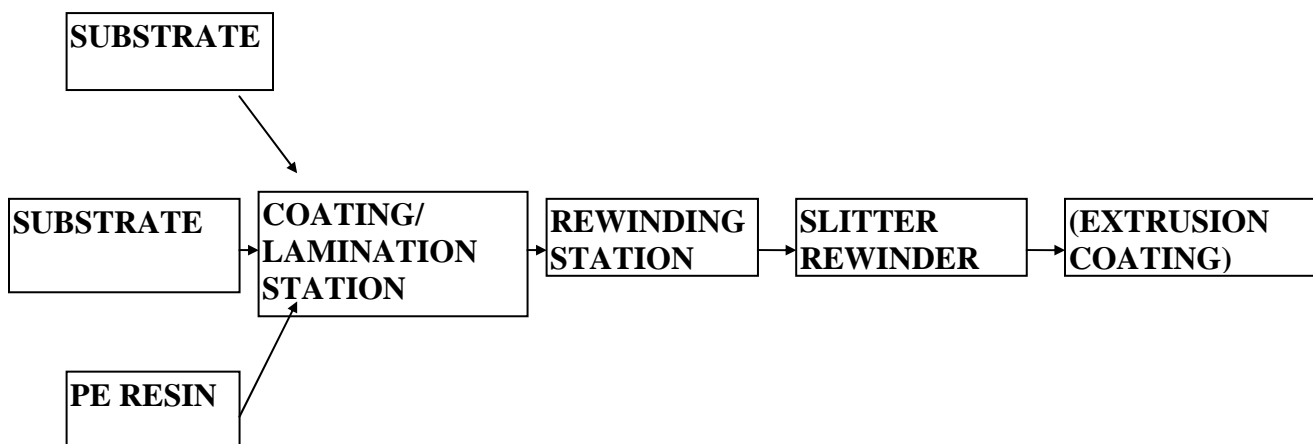 SUBSTRATE
SUBSTRATE
COATING/
LAMINATION
STATION
REWINDING
STATION
SLITTER
REWINDER
(EXTRUSION
COATING)
PE RESIN